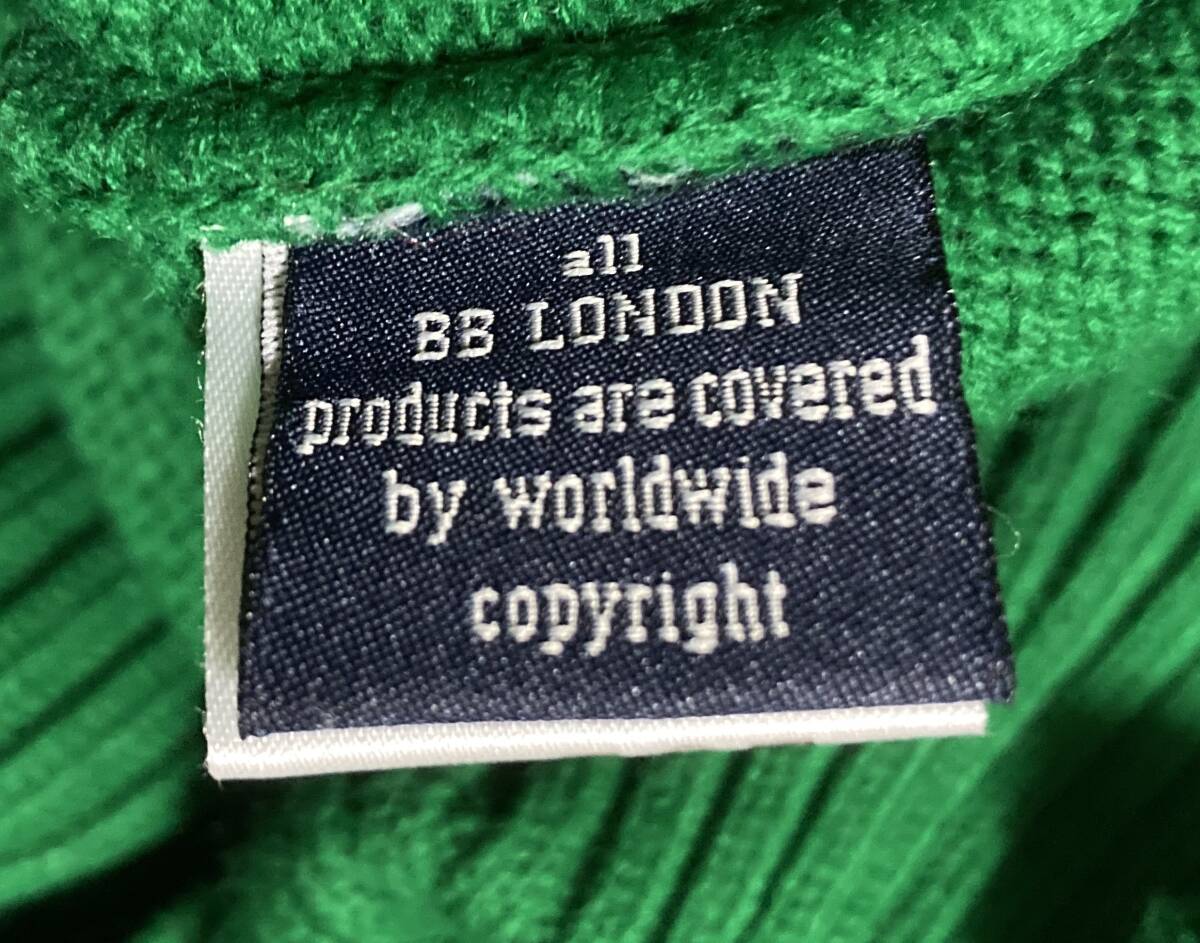 all
BB LONDON
products are covered
by worldwide
copyright